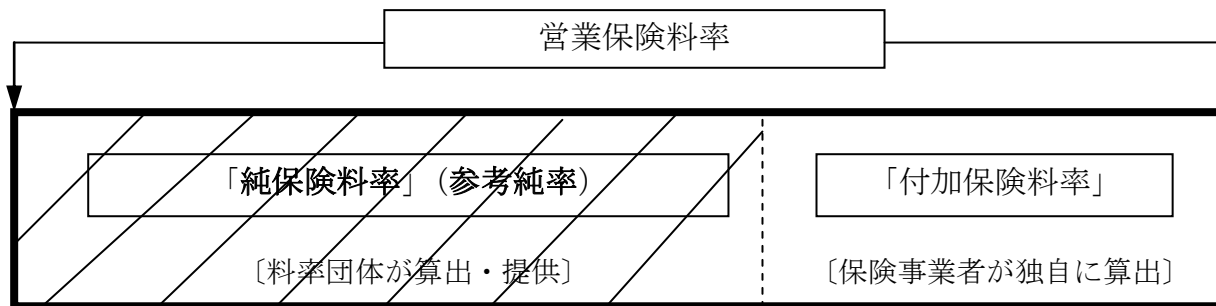 営業保険料率
「純保険料率」(参考純率)
「付加保険料率」
〔料率団体が算出・提供〕
〔保険事業者が独自に算出〕